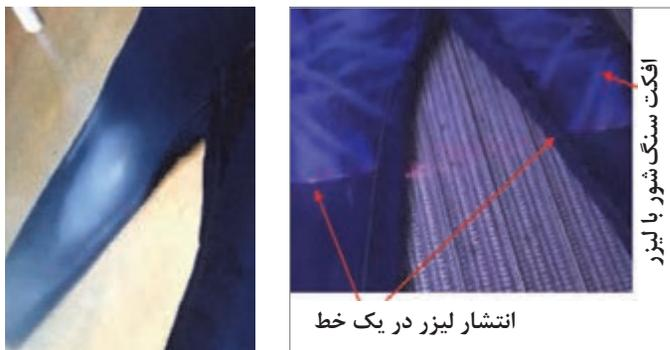 افکت سنگ شور با لیزر
انتشار لیزر در یک خط